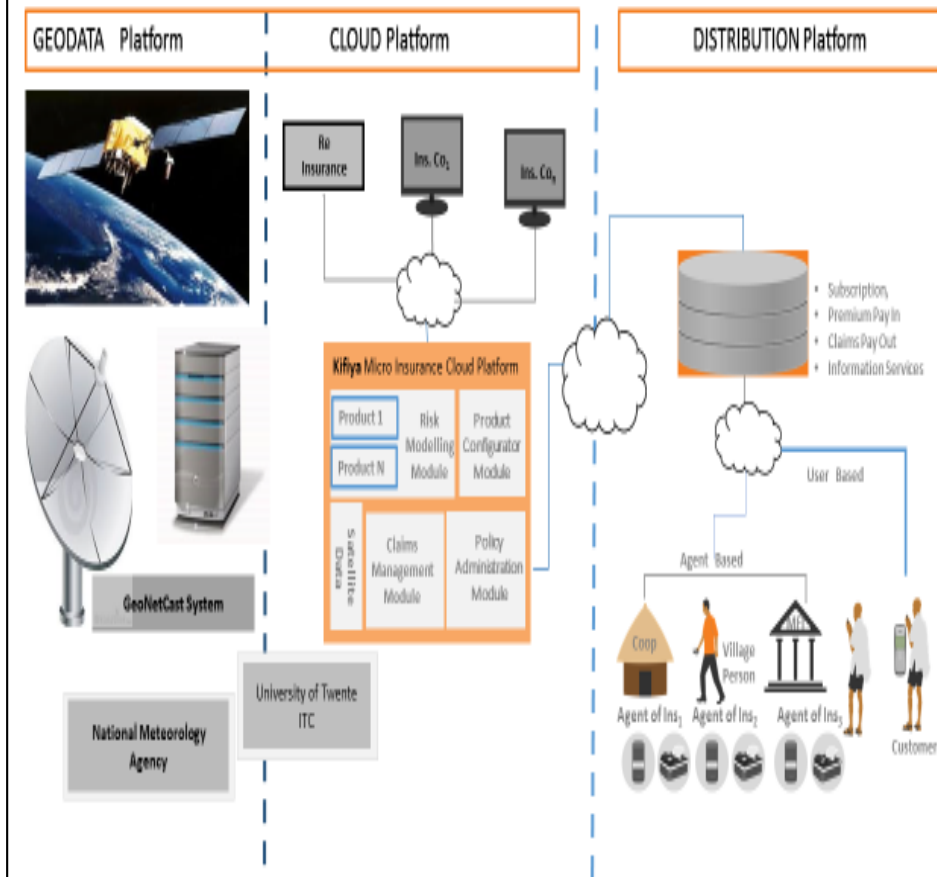 GEODATA Platform
CLOUD Platform
DISTRIBUTION Platform
Re
Insurance
Ins. Co₁
Ins. Coₙ
Kifiya Micro Insurance Cloud Platform
Product 1
Product N
Risk
Modelling
Module
Product
Configurator
Module
Satellite
Data
Claims
Management
Module
Policy
Administration
Module
GeoNetCast System
University of Twente
ITC
National Meteorology
Agency
• Subscription,
• Premium Pay In
• Claims Pay Out
• Information Services
User Based
Agent Based
Coop
Village
Person
MFI
Agent of Ins₁
Agent of Ins₂
Agent of Ins₃
Customer